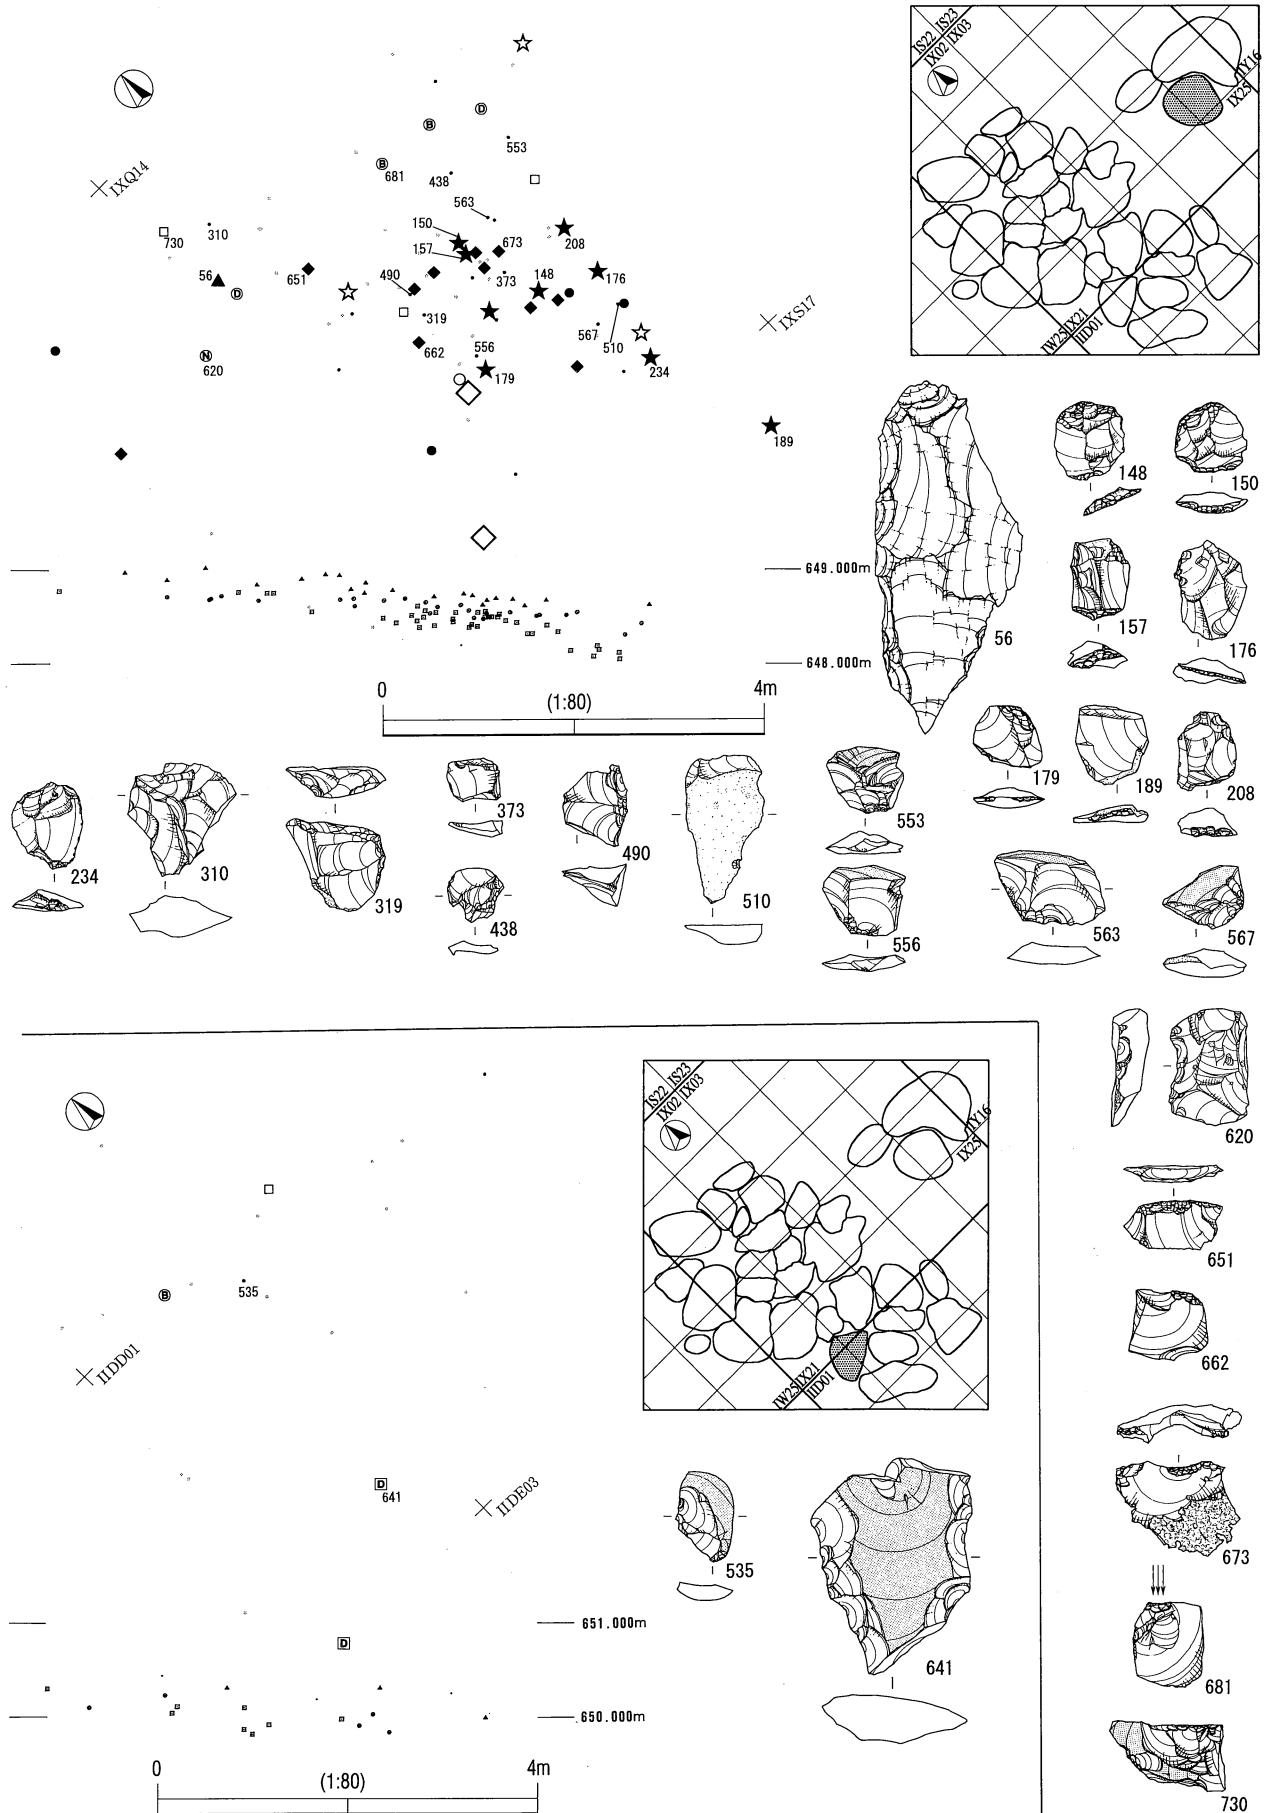 IS22 IS23
IX02 IX03
IIY16
IX25
IW25 IX21
IID01
D
B
553
B
681
438
IXQ14
563
150
208
310
730
157
673
56
651
490
373
148
176
D
319
567
510
IXS17
N
620
662
556
179
234
189
649.000m
648.000m
0
4m
(1:80)
56
148
150
157
176
179
189
208
234
310
319
373
438
490
510
553
556
563
567
620
651
662
673
681
730
IS22 IS23
IX02 IX03
IIY16
IX25
IW25 IX21
IID01
B
535
IIDD01
D
641
IIDE03
535
641
651.000m
D
650.000m
0
4m
(1:80)